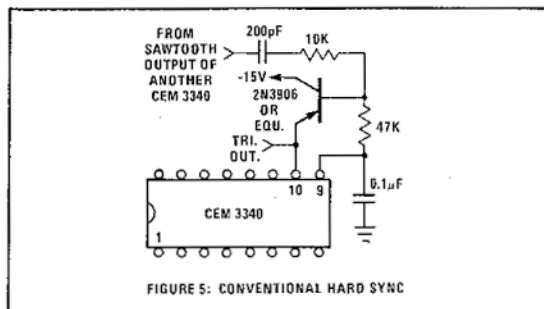 FROM
SAWTOOTH
OUTPUT OF
ANOTHER
CEM 3340
200pF
10K
-15V
2N3906
OR
EQU.
TRI.
OUT.
47K
0.1µF
10 9
CEM 3340
1
FIGURE 5: CONVENTIONAL HARD SYNC